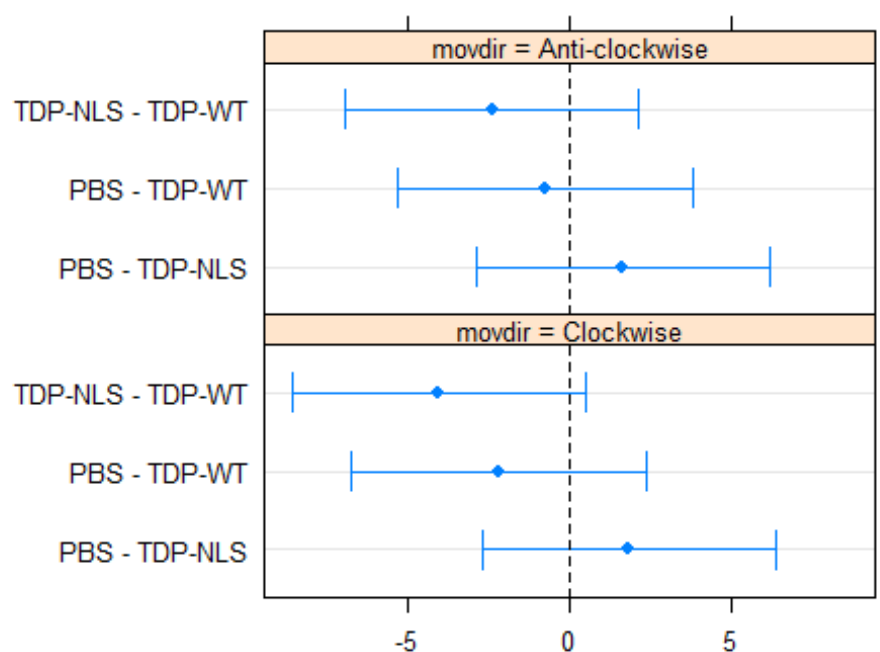 movdir = Anti-clockwise
TDP-NLS - TDP-WT
PBS - TDP-WT
PBS - TDP-NLS
movdir = Clockwise
TDP-NLS - TDP-WT
PBS - TDP-WT
PBS - TDP-NLS
-5 0 5